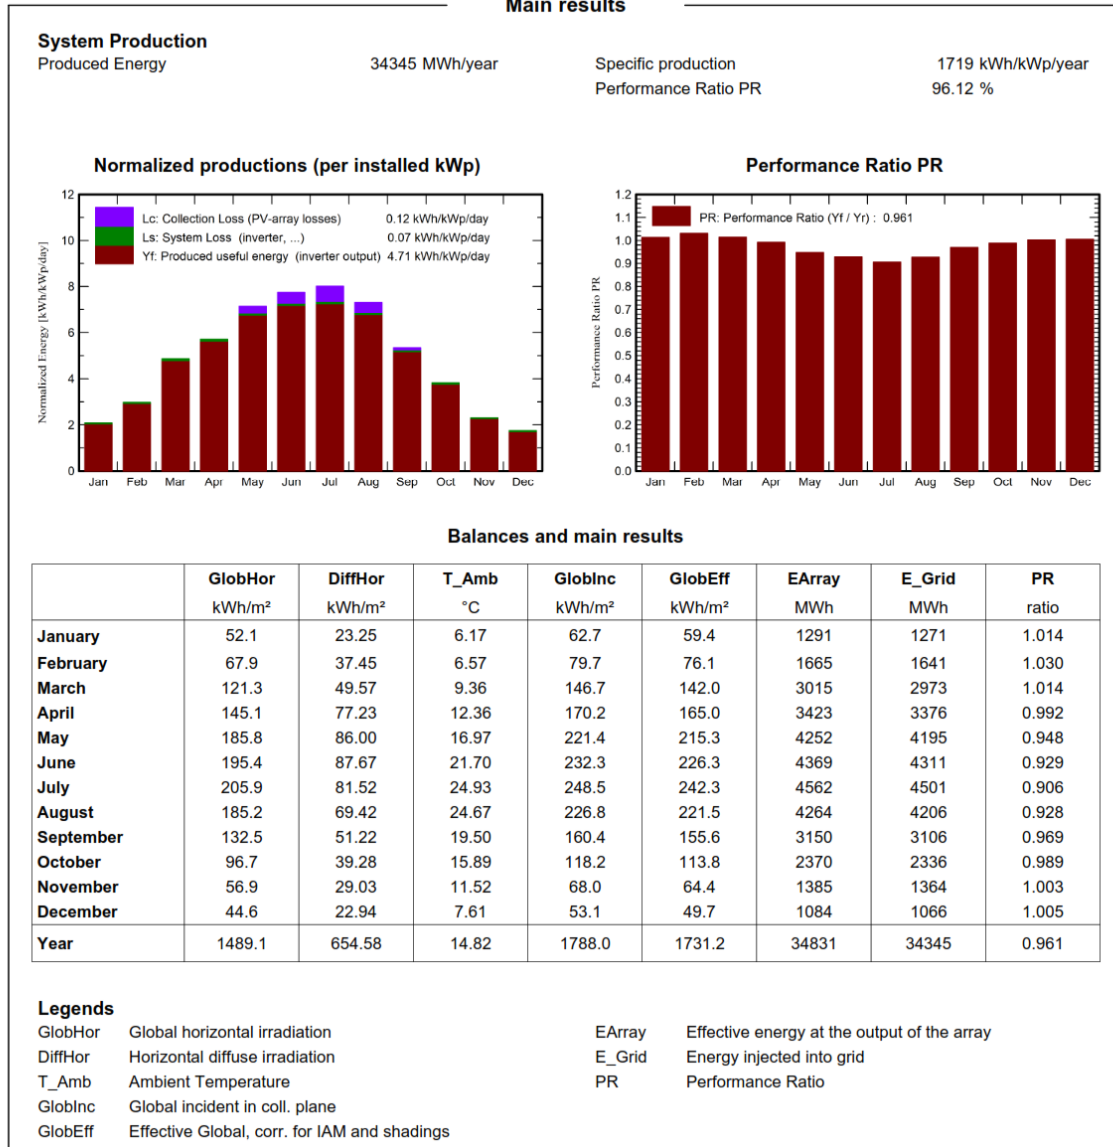 Main results
System Production
Produced Energy 34345 MWh/year Specific production 1719 kWh/kWp/year
Performance Ratio PR 96.12 %
Normalized productions (per installed kWp)
12
10
8
6
4
2
0
Normalized Energy [kWh/kWp/day]
Lc: Collection Loss (PV-array losses) 0.12 kWh/kWp/day
Ls: System Loss (inverter, ...) 0.07 kWh/kWp/day
Yf: Produced useful energy (inverter output) 4.71 kWh/kWp/day
Jan Feb Mar Apr May Jun Jul Aug Sep Oct Nov Dec
Performance Ratio PR
1.2
1.1
1.0
0.9
0.8
0.7
0.6
0.5
0.4
0.3
0.2
0.1
0.0
Performance Ratio PR
PR: Performance Ratio (Yf / Yr) : 0.961
Jan Feb Mar Apr May Jun Jul Aug Sep Oct Nov Dec
Balances and main results
GlobHor DiffHor T_Amb GlobInc GlobEff EArray E_Grid PR
kWh/m² kWh/m² °C kWh/m² kWh/m² MWh MWh ratio
January 52.1 23.25 6.17 62.7 59.4 1291 1271 1.014
February 67.9 37.45 6.57 79.7 76.1 1665 1641 1.030
March 121.3 49.57 9.36 146.7 142.0 3015 2973 1.014
April 145.1 77.23 12.36 170.2 165.0 3423 3376 0.992
May 185.8 86.00 16.97 221.4 215.3 4252 4195 0.948
June 195.4 87.67 21.70 232.3 226.3 4369 4311 0.929
July 205.9 81.52 24.93 248.5 242.3 4562 4501 0.906
August 185.2 69.42 24.67 226.8 221.5 4264 4206 0.928
September 132.5 51.22 19.50 160.4 155.6 3150 3106 0.969
October 96.7 39.28 15.89 118.2 113.8 2370 2336 0.989
November 56.9 29.03 11.52 68.0 64.4 1385 1364 1.003
December 44.6 22.94 7.61 53.1 49.7 1084 1066 1.005
Year 1489.1 654.58 14.82 1788.0 1731.2 34831 34345 0.961
Legends
GlobHor Global horizontal irradiation EArray Effective energy at the output of the array
DiffHor Horizontal diffuse irradiation E_Grid Energy injected into grid
T_Amb Ambient Temperature PR Performance Ratio
GlobInc Global incident in coll. plane
GlobEff Effective Global, corr. for IAM and shadings